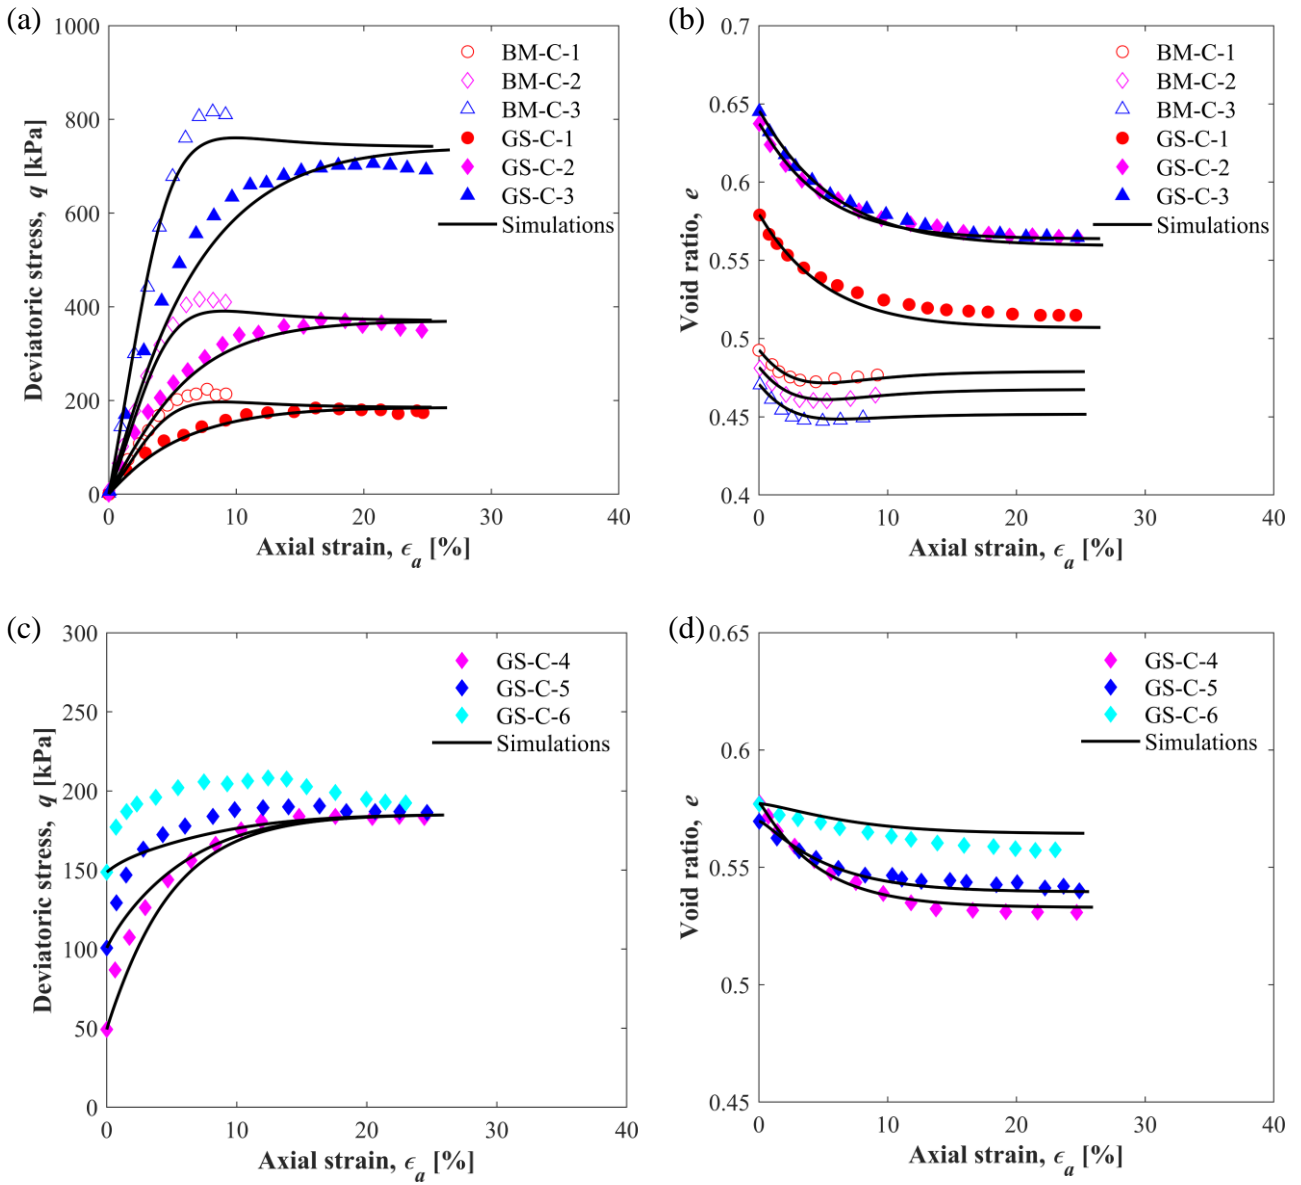 (a)
1000
800
600
400
200
0
0 10 20 30 40
Deviatoric stress, q [kPa]
Axial strain, ϵa [%]
BM-C-1
BM-C-2
BM-C-3
GS-C-1
GS-C-2
GS-C-3
Simulations
(b)
0.7
0.65
0.6
0.55
0.5
0.45
0.4
0 10 20 30 40
Void ratio, e
Axial strain, ϵa [%]
BM-C-1
BM-C-2
BM-C-3
GS-C-1
GS-C-2
GS-C-3
Simulations
(c)
300
250
200
150
100
50
0
0 10 20 30 40
Deviatoric stress, q [kPa]
Axial strain, ϵa [%]
GS-C-4
GS-C-5
GS-C-6
Simulations
(d)
0.65
0.6
0.55
0.5
0.45
0 10 20 30 40
Void ratio, e
Axial strain, ϵa [%]
GS-C-4
GS-C-5
GS-C-6
Simulations